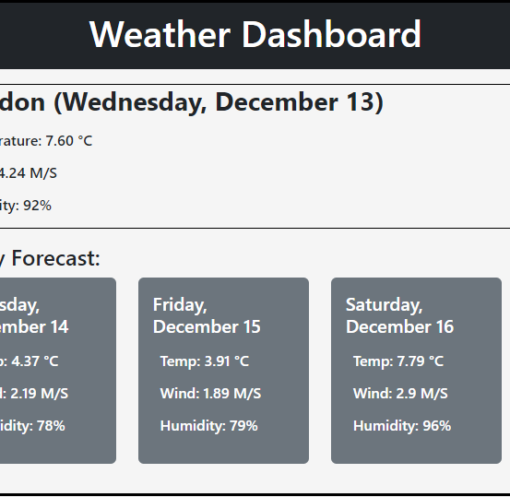 Weather Dashboard
don (Wednesday, December 13)
rature: 7.60 °C
4.24 M/S
ity: 92%
y Forecast:
sday,
mber 14
: 4.37 °C
: 2.19 M/S
idity: 78%
Friday,
December 15
Temp: 3.91 °C
Wind: 1.89 M/S
Humidity: 79%
Saturday,
December 16
Temp: 7.79 °C
Wind: 2.9 M/S
Humidity: 96%